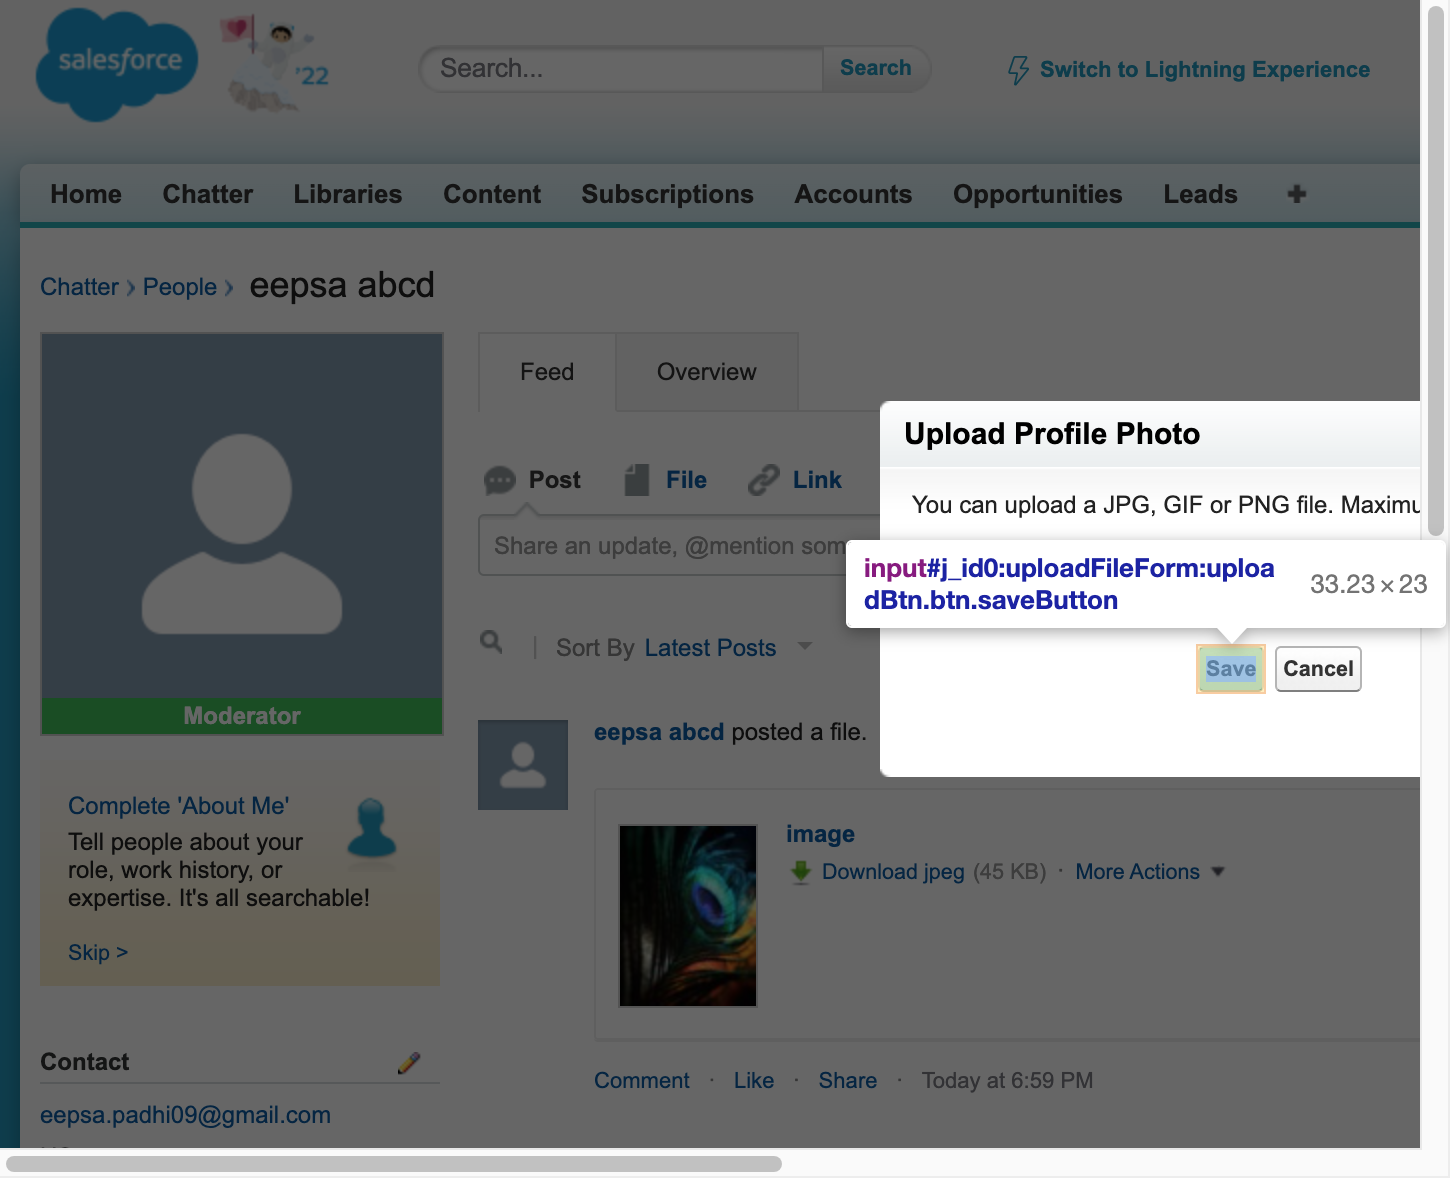 salesforce
'22
Search...
Search
Switch to Lightning Experience
Home
Chatter
Libraries
Content
Subscriptions
Accounts
Opportunities
Leads
Chatter › People › eepsa abcd
Moderator
Complete 'About Me'
Tell people about your
role, work history, or
expertise. It's all searchable!
Skip >
Contact
eepsa.padhi09@gmail.com
Feed
Overview
Post
File
Link
Share an update, @mention som
Sort By Latest Posts
eepsa abcd posted a file.
image
Download jpeg (45 KB) · More Actions
Comment · Like · Share · Today at 6:59 PM
Upload Profile Photo
You can upload a JPG, GIF or PNG file. Maximu
input#j_id0:uploadFileForm:uploa
dBtn.btn.saveButton
33.23 × 23
Save
Cancel